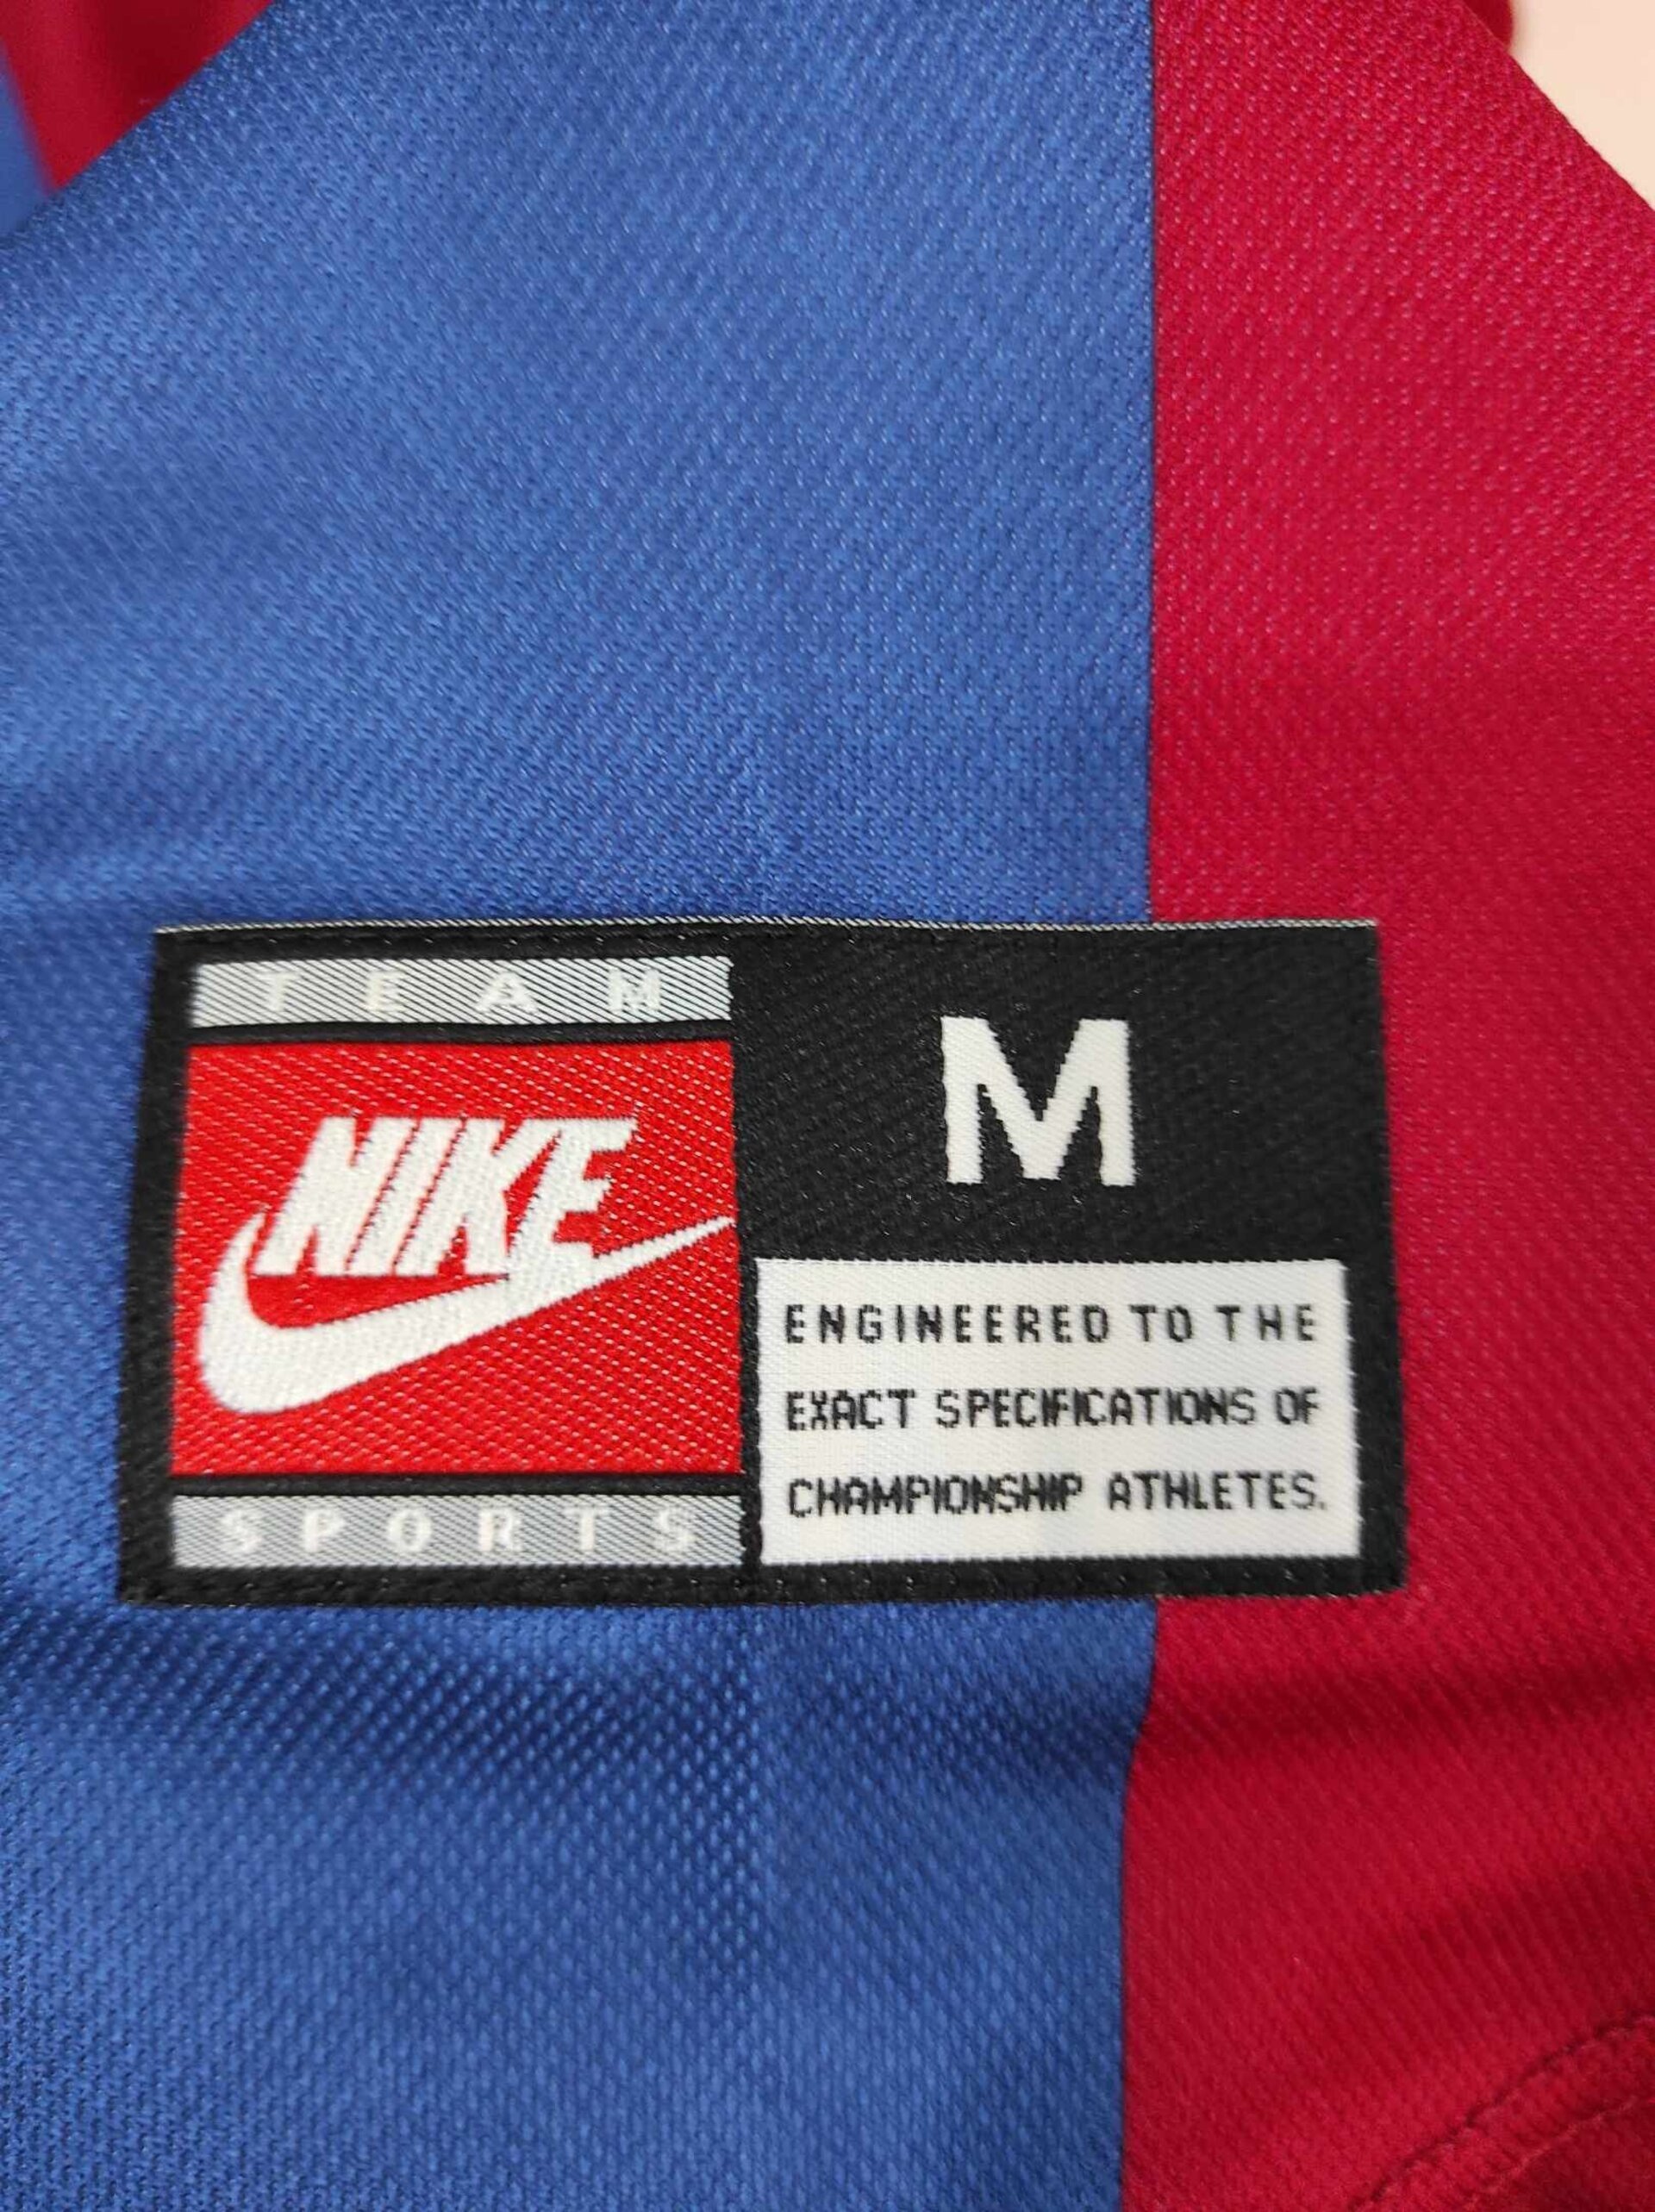 TEAM
NIKE
SPORTS
M
ENGINEERED TO THE
EXACT SPECIFICATIONS OF
CHAMPIONSHIP ATHLETES.